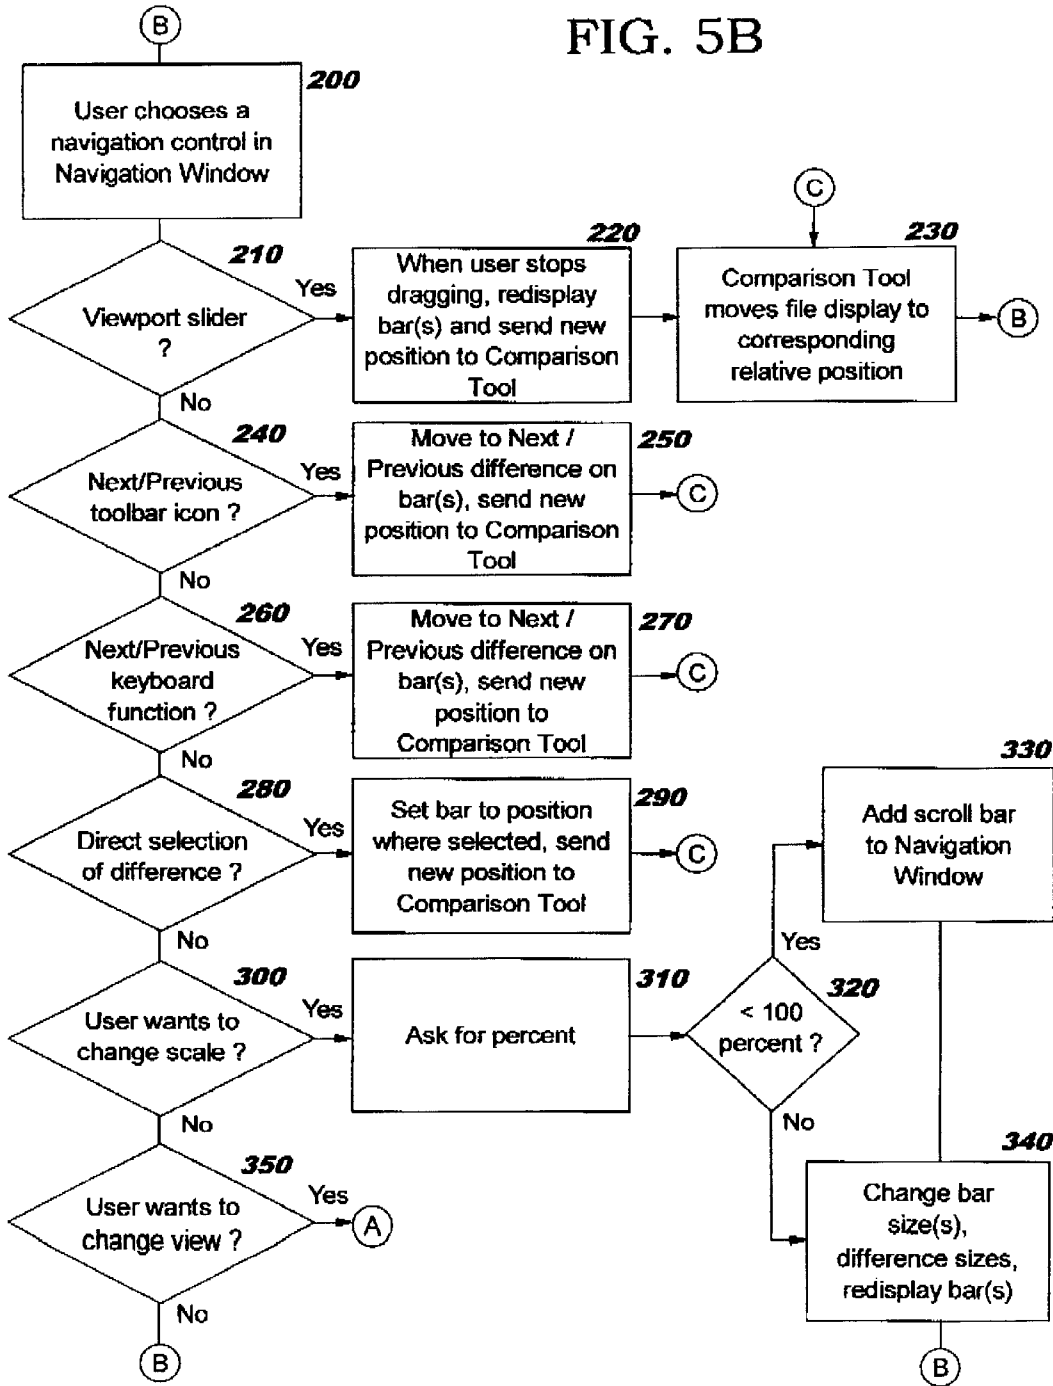 FIG. 5B
B
200
User chooses a
navigation control in
Navigation Window
210
Viewport slider
?
Yes
No
220
When user stops
dragging, redisplay
bar(s) and send new
position to Comparison
Tool
C
230
Comparison Tool
moves file display to
corresponding
relative position
B
240
Next/Previous
toolbar icon ?
Yes
No
250
Move to Next /
Previous difference on
bar(s), send new
position to Comparison
Tool
C
260
Next/Previous
keyboard
function ?
Yes
No
270
Move to Next /
Previous difference on
bar(s), send new
position to
Comparison Tool
C
280
Direct selection
of difference ?
Yes
No
290
Set bar to position
where selected, send
new position to
Comparison Tool
C
300
User wants to
change scale ?
Yes
No
310
Ask for percent
320
< 100
percent ?
Yes
No
330
Add scroll bar
to Navigation
Window
340
Change bar
size(s),
difference sizes,
redisplay bar(s)
B
350
User wants to
change view ?
Yes
A
No
B